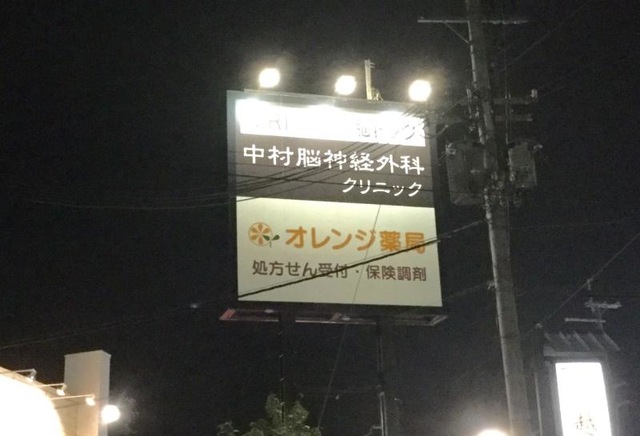 中村脳神経外科
クリニック
オレンジ薬局
処方せん受付・保険調剤